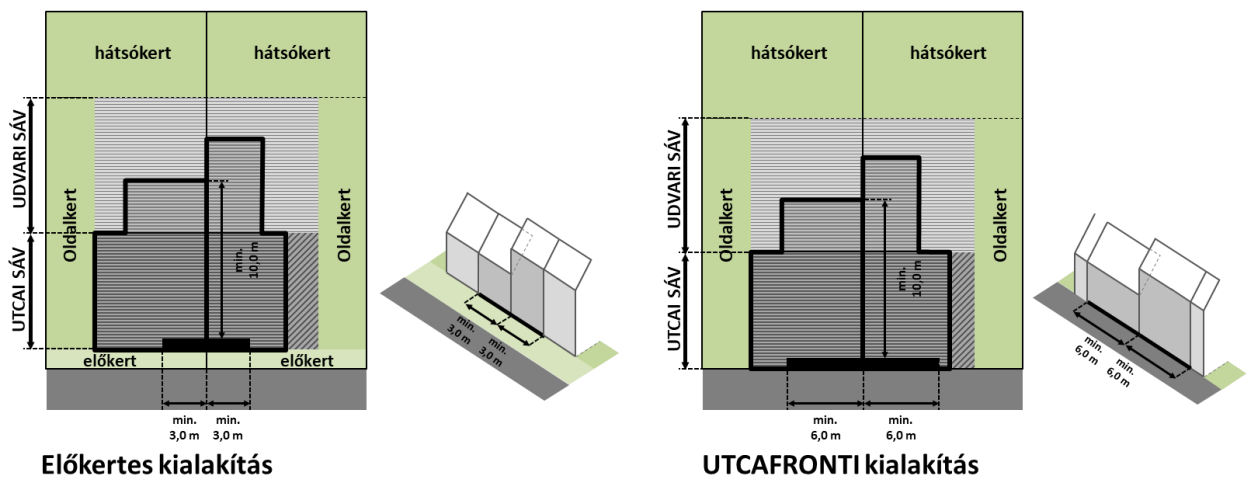 hátsókert
hátsókert
UDVARI SÁV
UTCAI SÁV
Oldalkert
Oldalkert
min.
10,0 m
előkert
előkert
min.
3,0 m
min.
3,0 m
min.
3,0 m
min.
3,0 m
Előkertes kialakítás
hátsókert
hátsókert
UDVARI SÁV
UTCAI SÁV
Oldalkert
Oldalkert
min.
10,0 m
min.
6,0 m
min.
6,0 m
min.
6,0 m
min.
6,0 m
UTCAFRONTI kialakítás